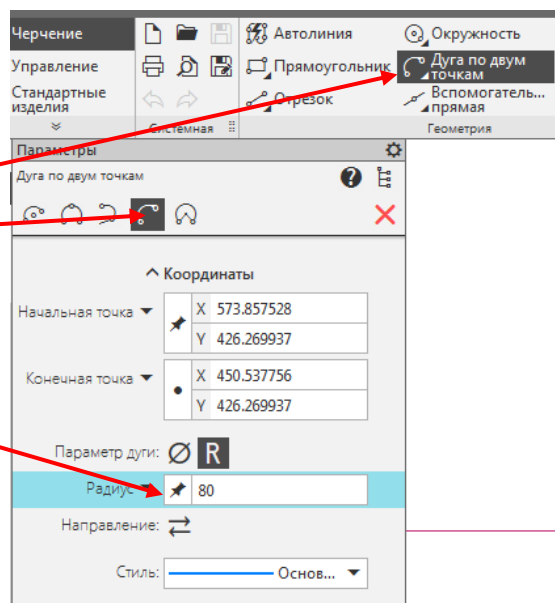 Черчение
Управление
Стандартные
изделия
Системная
Автолиния
Прямоугольник
Отрезок
Окружность
Дуга по двум
точкам
Вспомогатель...
прямая
Геометрия
Параметры
Дуга по двум точкам
Координаты
Начальная точка X 573.857528
Y 426.269937
Конечная точка X 450.537756
Y 426.269937
Параметр дуги: Ø R
Радиус 80
Направление:
Стиль: Основ...